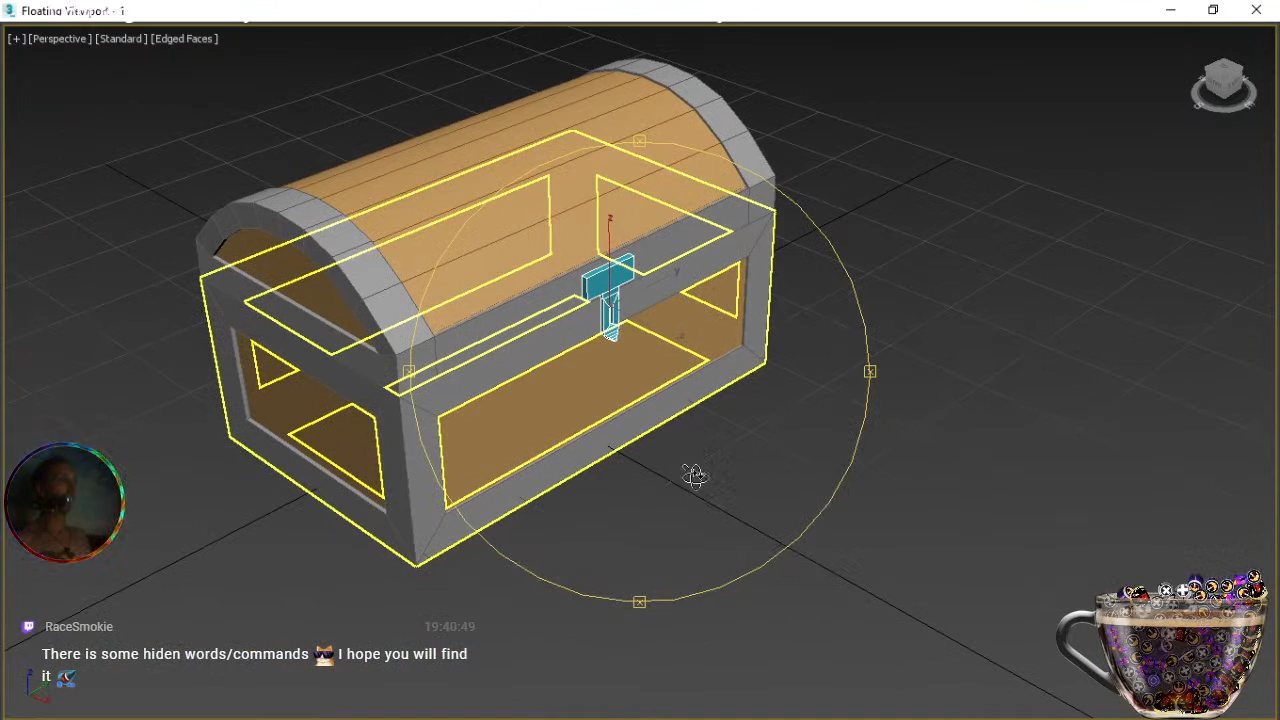 Floating Viewport - 1
[ + ] [Perspective ] [Standard ] [Edged Faces ]
z
y
RaceSmokie
19:40:49
There is some hiden words/commands I hope you will find
it